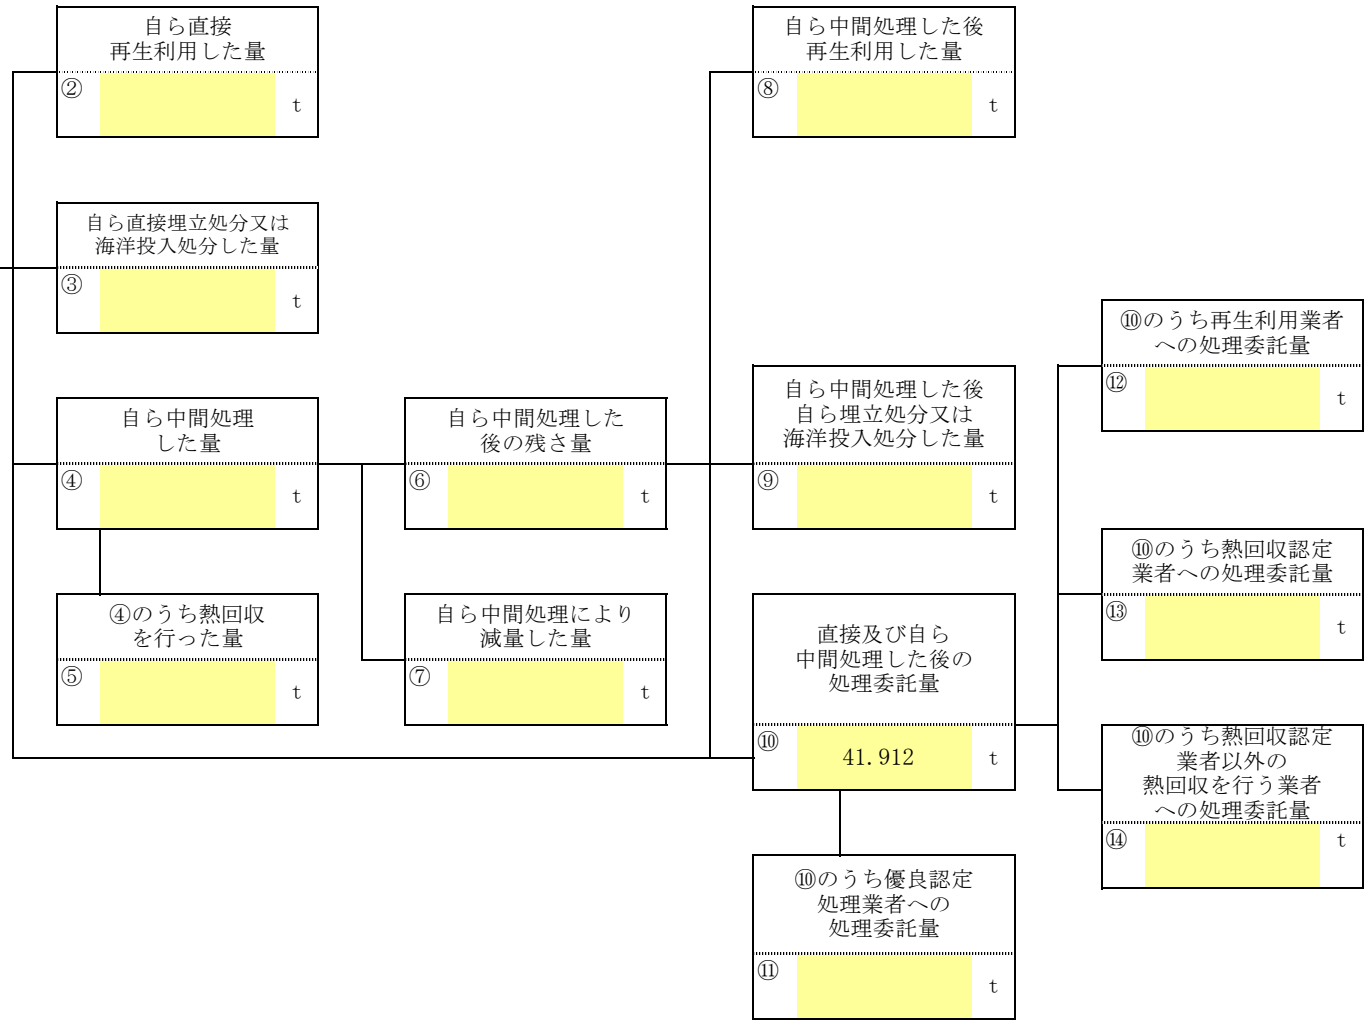 自ら直接
再生利用した量
②
t
自ら直接埋立処分又は
海洋投入処分した量
③
t
自ら中間処理
した量
④
t
④のうち熱回収
を行った量
⑤
t
自ら中間処理した
後の残さ量
⑥
t
自ら中間処理により
減量した量
⑦
t
自ら中間処理した後
再生利用した量
⑧
t
自ら中間処理した後
自ら埋立処分又は
海洋投入処分した量
⑨
t
直接及び自ら
中間処理した後の
処理委託量
⑩
41.912
t
⑩のうち優良認定
処理業者への
処理委託量
⑪
t
⑩のうち再生利用業者
への処理委託量
⑫
t
⑩のうち熱回収認定
業者への処理委託量
⑬
t
⑩のうち熱回収認定
業者以外の
熱回収を行う業者
への処理委託量
⑭
t